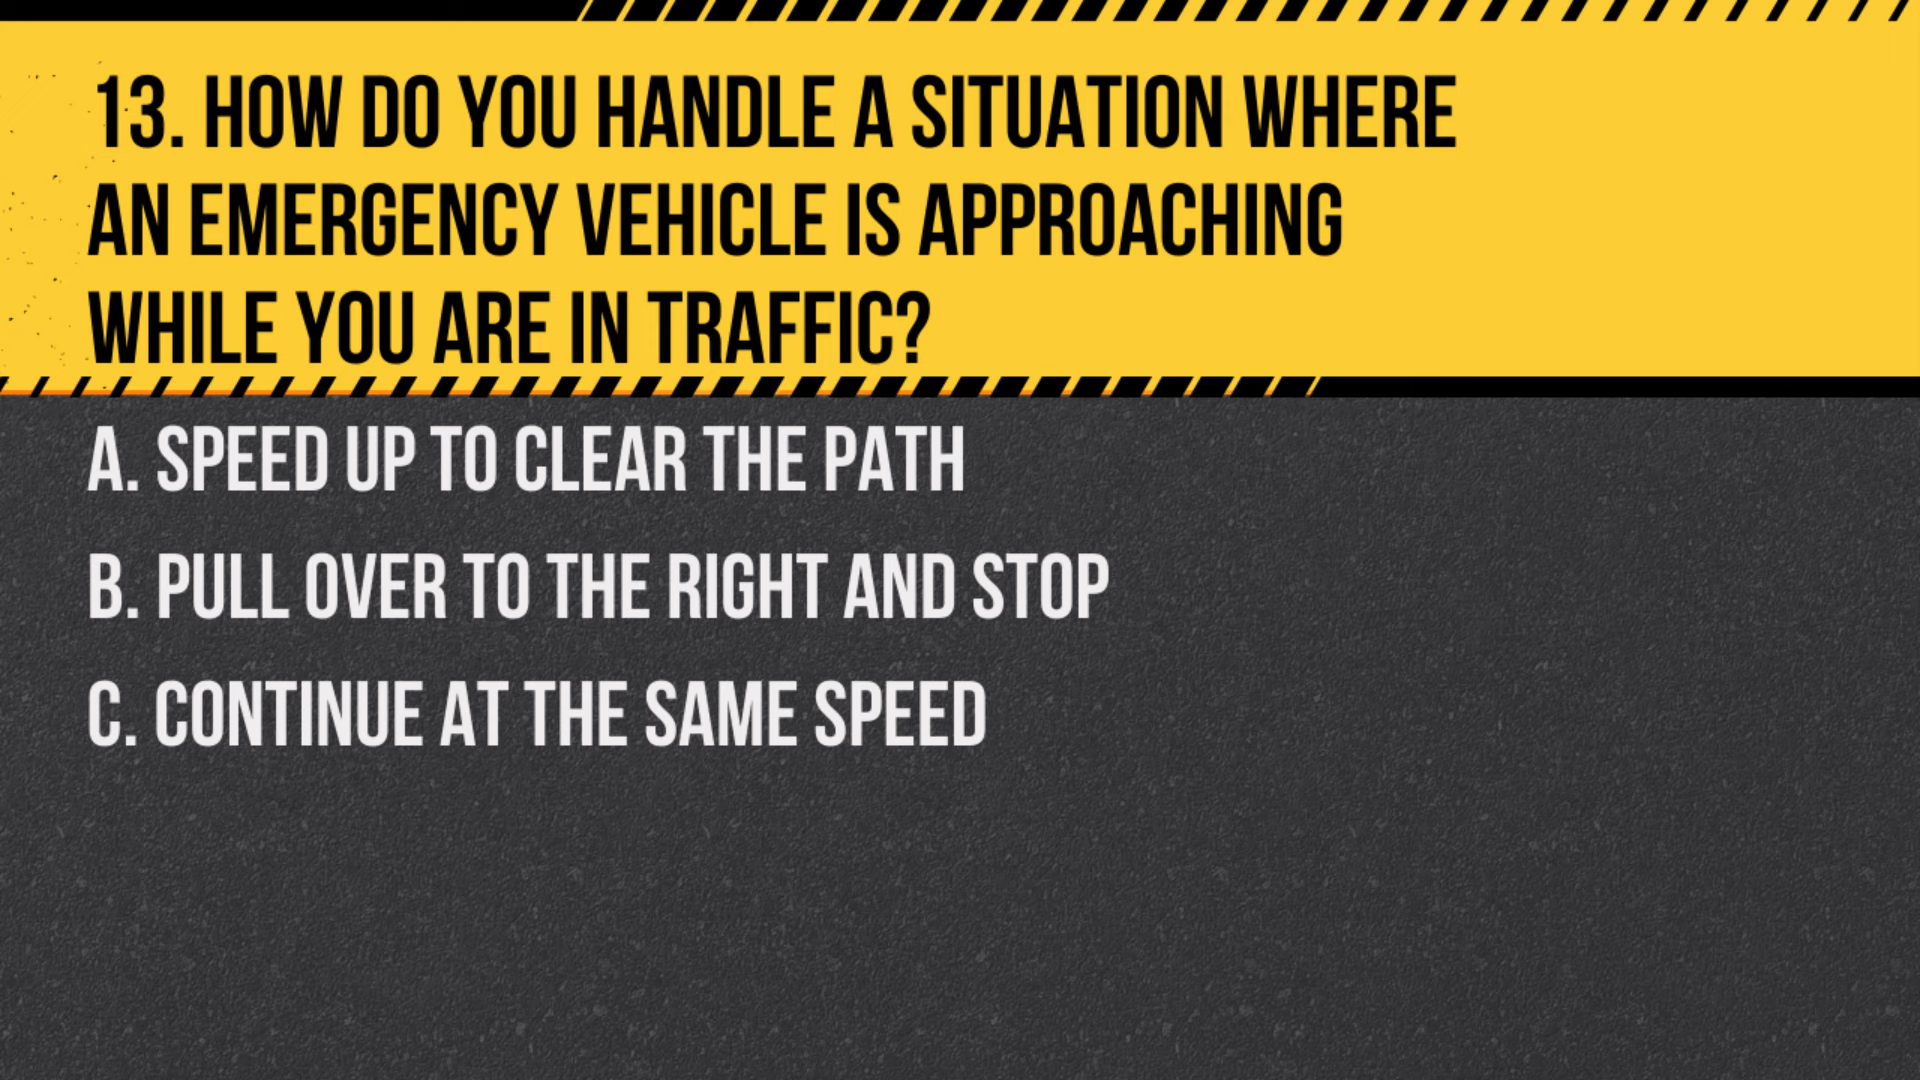 13. HOW DO YOU HANDLE A SITUATION WHERE
AN EMERGENCY VEHICLE IS APPROACHING
WHILE YOU ARE IN TRAFFIC?
A. SPEED UP TO CLEAR THE PATH
B. PULL OVER TO THE RIGHT AND STOP
C. CONTINUE AT THE SAME SPEED